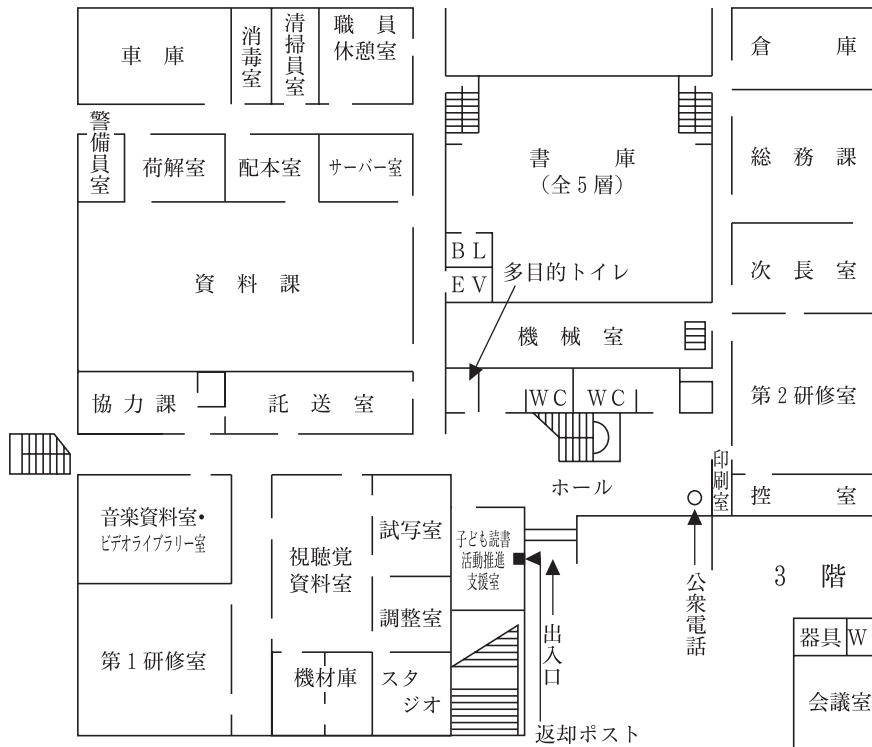 車 庫
消毒室
清掃員室
職 員
休憩室
倉 庫
警備員室
荷解室
配本室
サーバー室
書 庫
(全5層)
総 務 課
BL
EV
多目的トイレ
次 長 室
資 料 課
機 械 室
協 力 課
託 送 室
WC
WC
第2研修室
ホール
印刷室
控 室
音楽資料室・
ビデオライブラリー室
視聴覚
資料室
試写室
子ども読書
活動推進
支援室
調整室
第1研修室
機材庫
スタ
ジオ
出入口
返却ポスト
公衆電話
3 階
器具
W
会議室